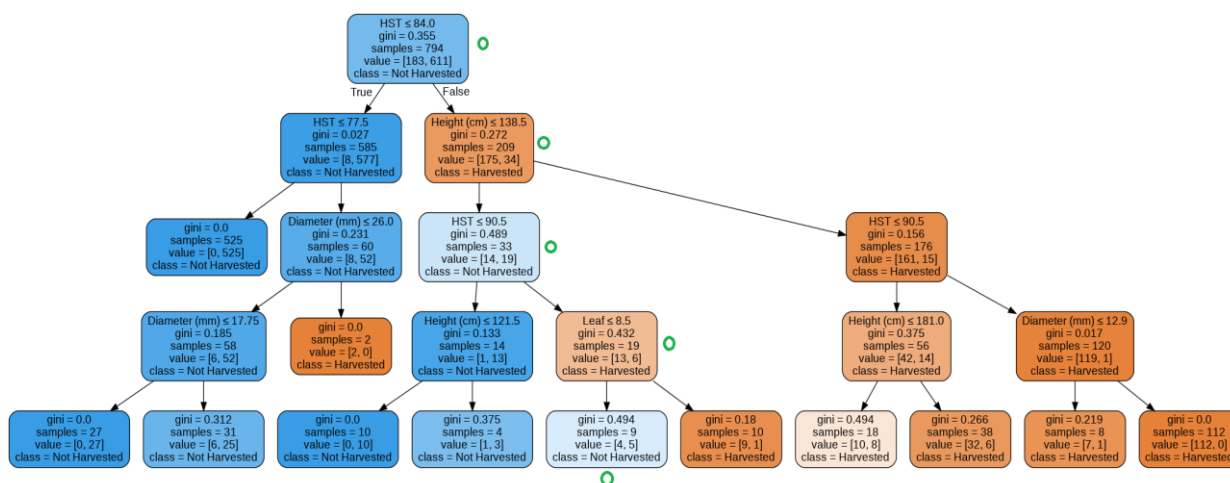 HST ≤ 84.0
gini = 0.355
samples = 794
value = [183, 611]
class = Not Harvested
True
False
HST ≤ 77.5
gini = 0.027
samples = 585
value = [8, 577]
class = Not Harvested
Height (cm) ≤ 138.5
gini = 0.272
samples = 209
value = [175, 34]
class = Harvested
gini = 0.0
samples = 525
value = [0, 525]
class = Not Harvested
Diameter (mm) ≤ 26.0
gini = 0.231
samples = 60
value = [8, 52]
class = Not Harvested
HST ≤ 90.5
gini = 0.489
samples = 33
value = [14, 19]
class = Not Harvested
HST ≤ 90.5
gini = 0.156
samples = 176
value = [161, 15]
class = Harvested
Diameter (mm) ≤ 17.75
gini = 0.185
samples = 58
value = [6, 52]
class = Not Harvested
gini = 0.0
samples = 2
value = [2, 0]
class = Harvested
Height (cm) ≤ 121.5
gini = 0.133
samples = 14
value = [1, 13]
class = Not Harvested
Leaf ≤ 8.5
gini = 0.432
samples = 19
value = [13, 6]
class = Harvested
Height (cm) ≤ 181.0
gini = 0.375
samples = 56
value = [42, 14]
class = Harvested
Diameter (mm) ≤ 12.9
gini = 0.017
samples = 120
value = [119, 1]
class = Harvested
gini = 0.0
samples = 27
value = [0, 27]
class = Not Harvested
gini = 0.312
samples = 31
value = [6, 25]
class = Not Harvested
gini = 0.0
samples = 10
value = [0, 10]
class = Not Harvested
gini = 0.375
samples = 4
value = [1, 3]
class = Not Harvested
gini = 0.494
samples = 9
value = [4, 5]
class = Not Harvested
gini = 0.18
samples = 10
value = [9, 1]
class = Harvested
gini = 0.494
samples = 18
value = [10, 8]
class = Harvested
gini = 0.266
samples = 38
value = [32, 6]
class = Harvested
gini = 0.219
samples = 8
value = [7, 1]
class = Harvested
gini = 0.0
samples = 112
value = [112, 0]
class = Harvested